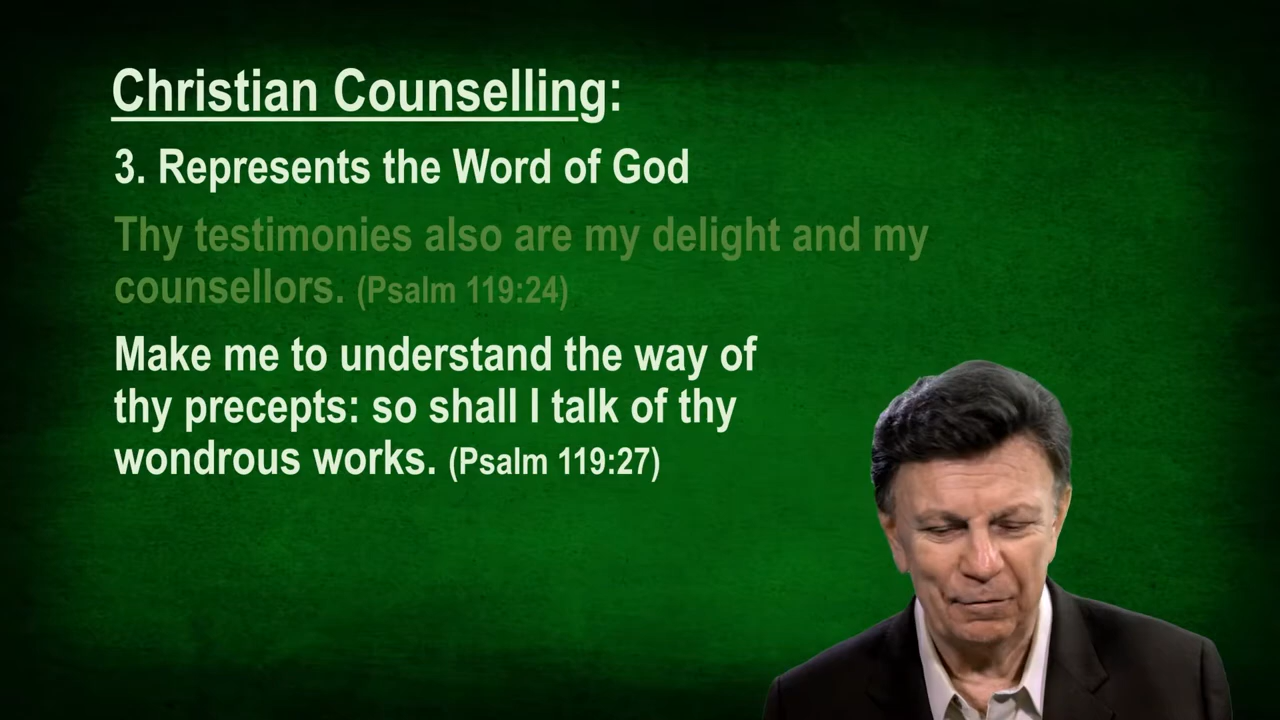 Christian Counselling:
3. Represents the Word of God
Thy testimonies also are my delight and my
counsellors. (Psalm 119:24)
Make me to understand the way of
thy precepts: so shall I talk of thy
wondrous works. (Psalm 119:27)